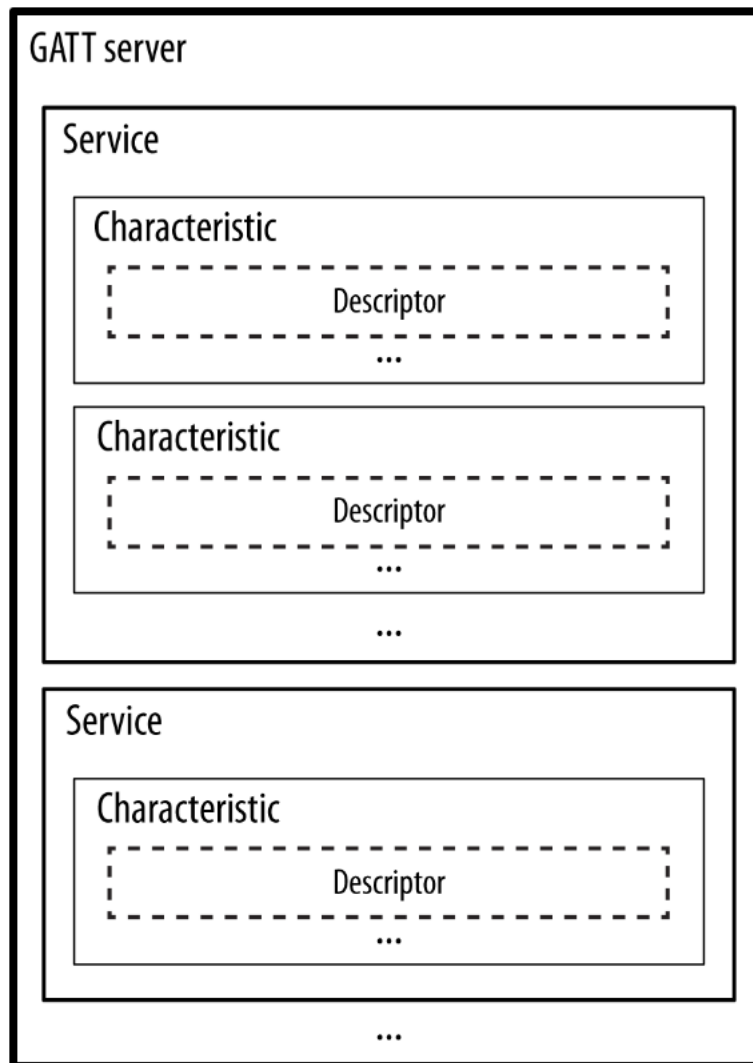 GATT server
Service
Characteristic
Descriptor
...
Characteristic
Descriptor
...
...
Service
Characteristic
Descriptor
...
...